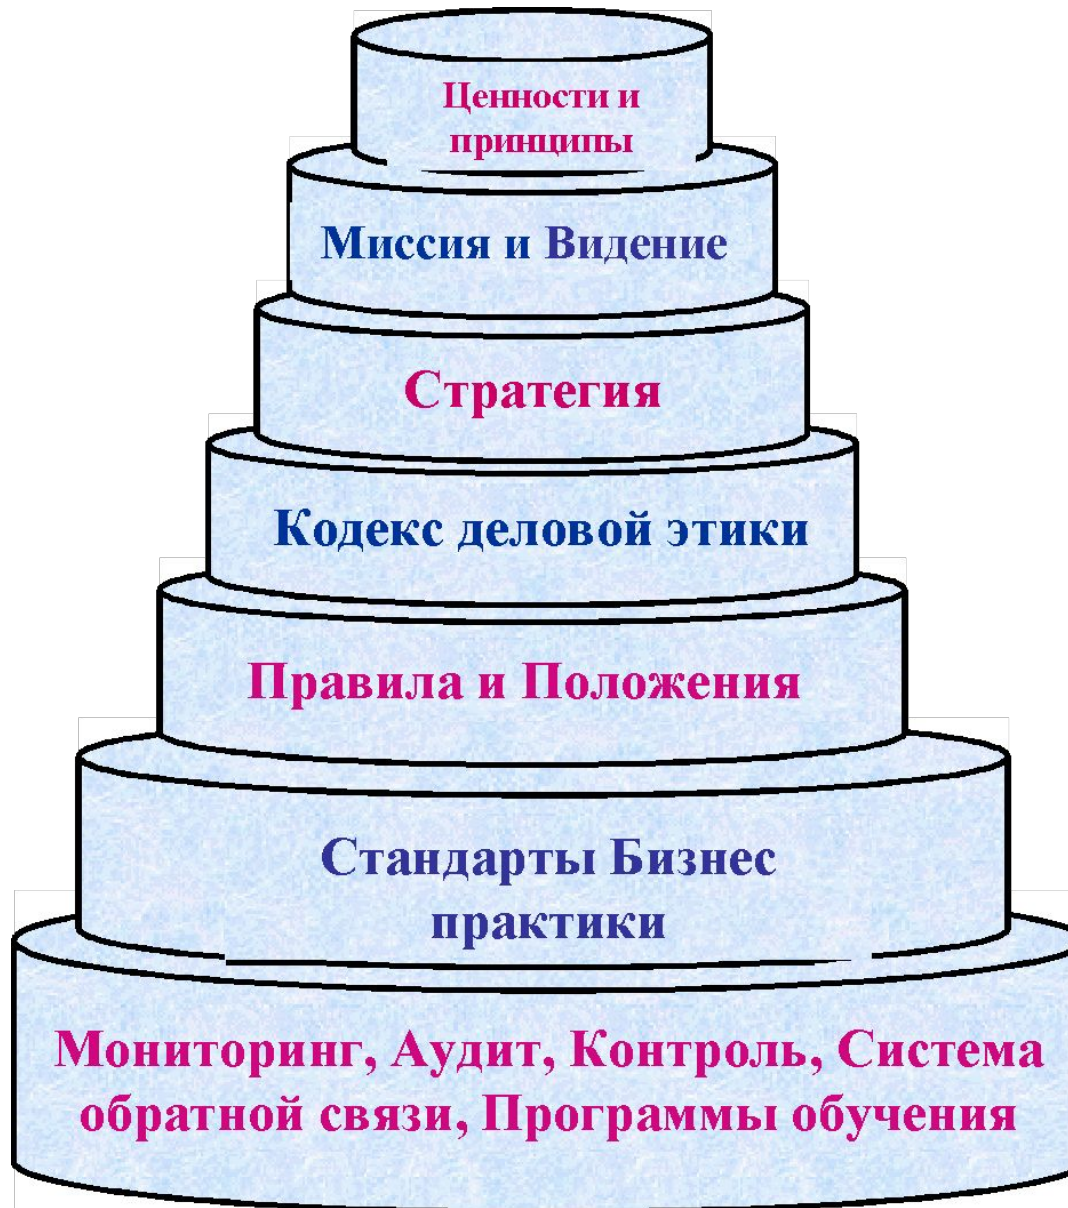 Ценности и
принципы
Миссия и Видение
Стратегия
Кодекс деловой этики
Правила и Положения
Стандарты Бизнес
практики
Мониторинг, Аудит, Контроль, Система
обратной связи, Программы обучения